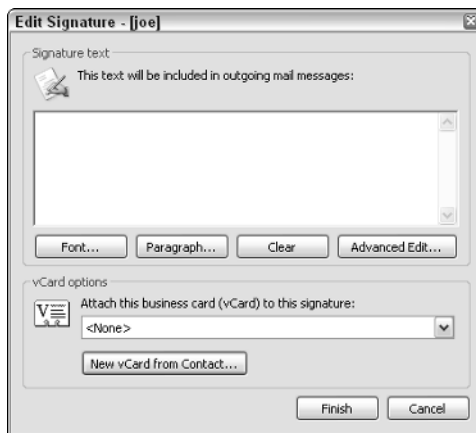 Edit Signature - [joe]
Signature text
This text will be included in outgoing mail messages:
Font... Paragraph... Clear Advanced Edit...
vCard options
V
Attach this business card (vCard) to this signature:
<None>
New vCard from Contact...
Finish Cancel